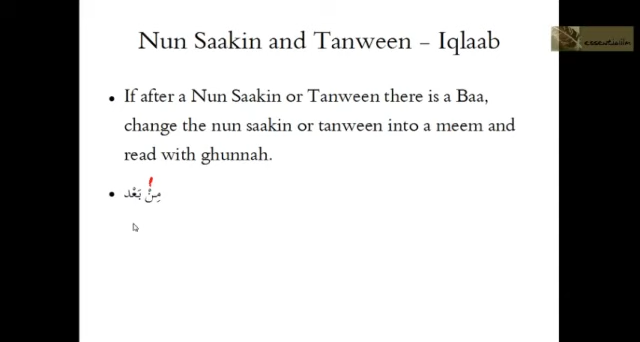 Nun Saakin and Tanween – Iqlaab
essentialilm
• If after a Nun Saakin or Tanween there is a Baa,
change the nun saakin or tanween into a meem and
read with ghunnah.
• مِنْ بَعْد